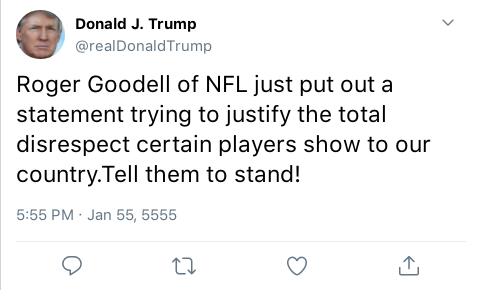 Donald J. Trump
@realDonaldTrump
Roger Goodell of NFL just put out a
statement trying to justify the total
disrespect certain players show to our
country.Tell them to stand!
5:55 PM · Jan 55, 5555